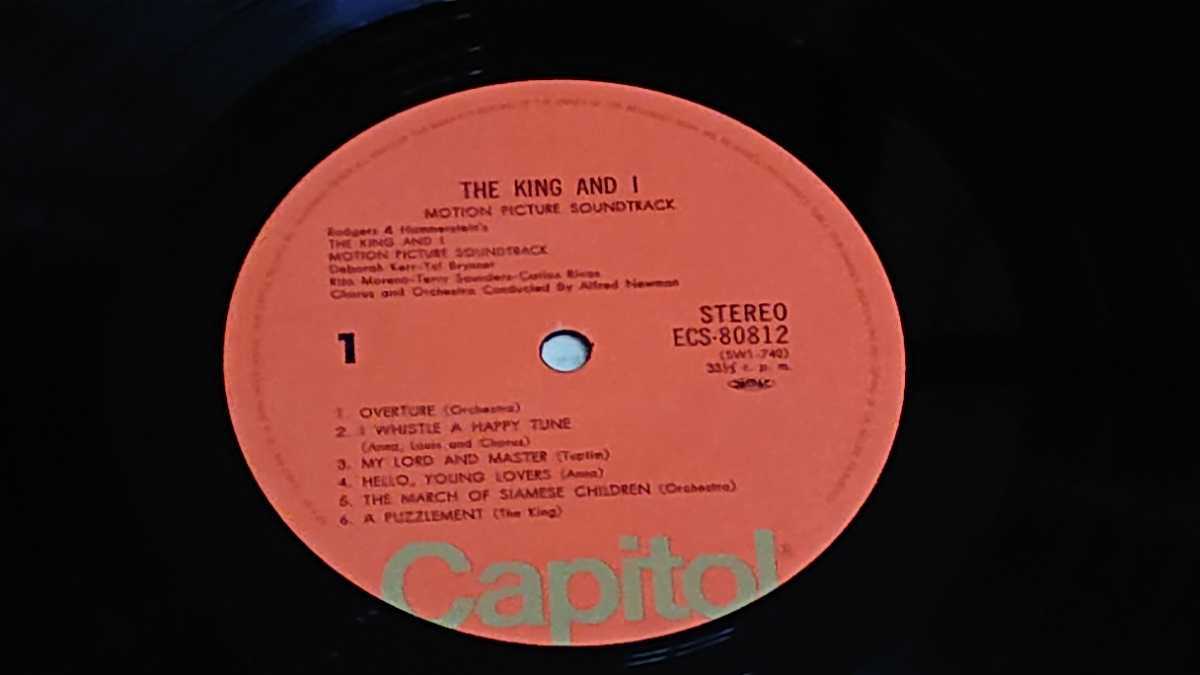 THE KING AND I
MOTION PICTURE SOUNDTRACK
Rodgers & Hammerstein's
THE KING AND I
MOTION PICTURE SOUNDTRACK
Deborah Kerr-Yul Brynner
Rita Moreno-Terry Saunders-Carlos Rivas
Chorus and Orchestra Conducted By Alfred Newman
1
STEREO
ECS-80812
(SW1-740)
33⅓ r. p. m.
1. OVERTURE (Orchestra)
2. I WHISTLE A HAPPY TUNE
(Anna, Louis and Chorus)
3. MY LORD AND MASTER (Tuptim)
4. HELLO, YOUNG LOVERS (Anna)
5. THE MARCH OF SIAMESE CHILDREN (Orchestra)
6. A PUZZLEMENT (The King)
Capitol®